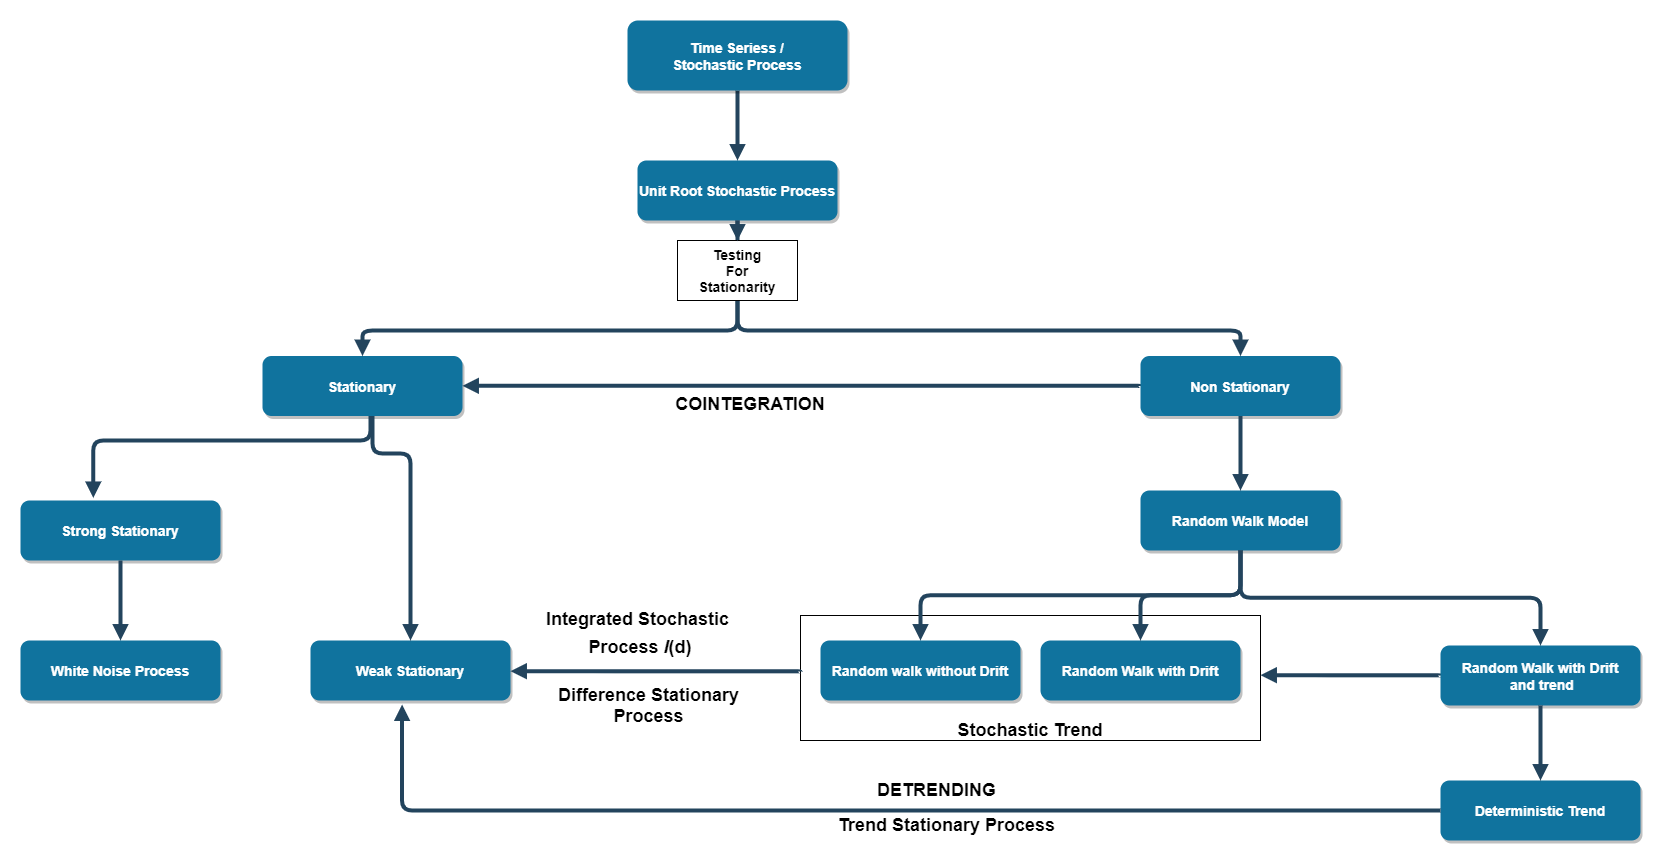 Time Seriess /
Stochastic Process
Unit Root Stochastic Process
Testing
For
Stationarity
Stationary
Non Stationary
COINTEGRATION
Strong Stationary
Random Walk Model
Integrated Stochastic
Process I(d)
White Noise Process
Weak Stationary
Random walk without Drift
Random Walk with Drift
Random Walk with Drift
and trend
Difference Stationary
Process
Stochastic Trend
DETRENDING
Deterministic Trend
Trend Stationary Process